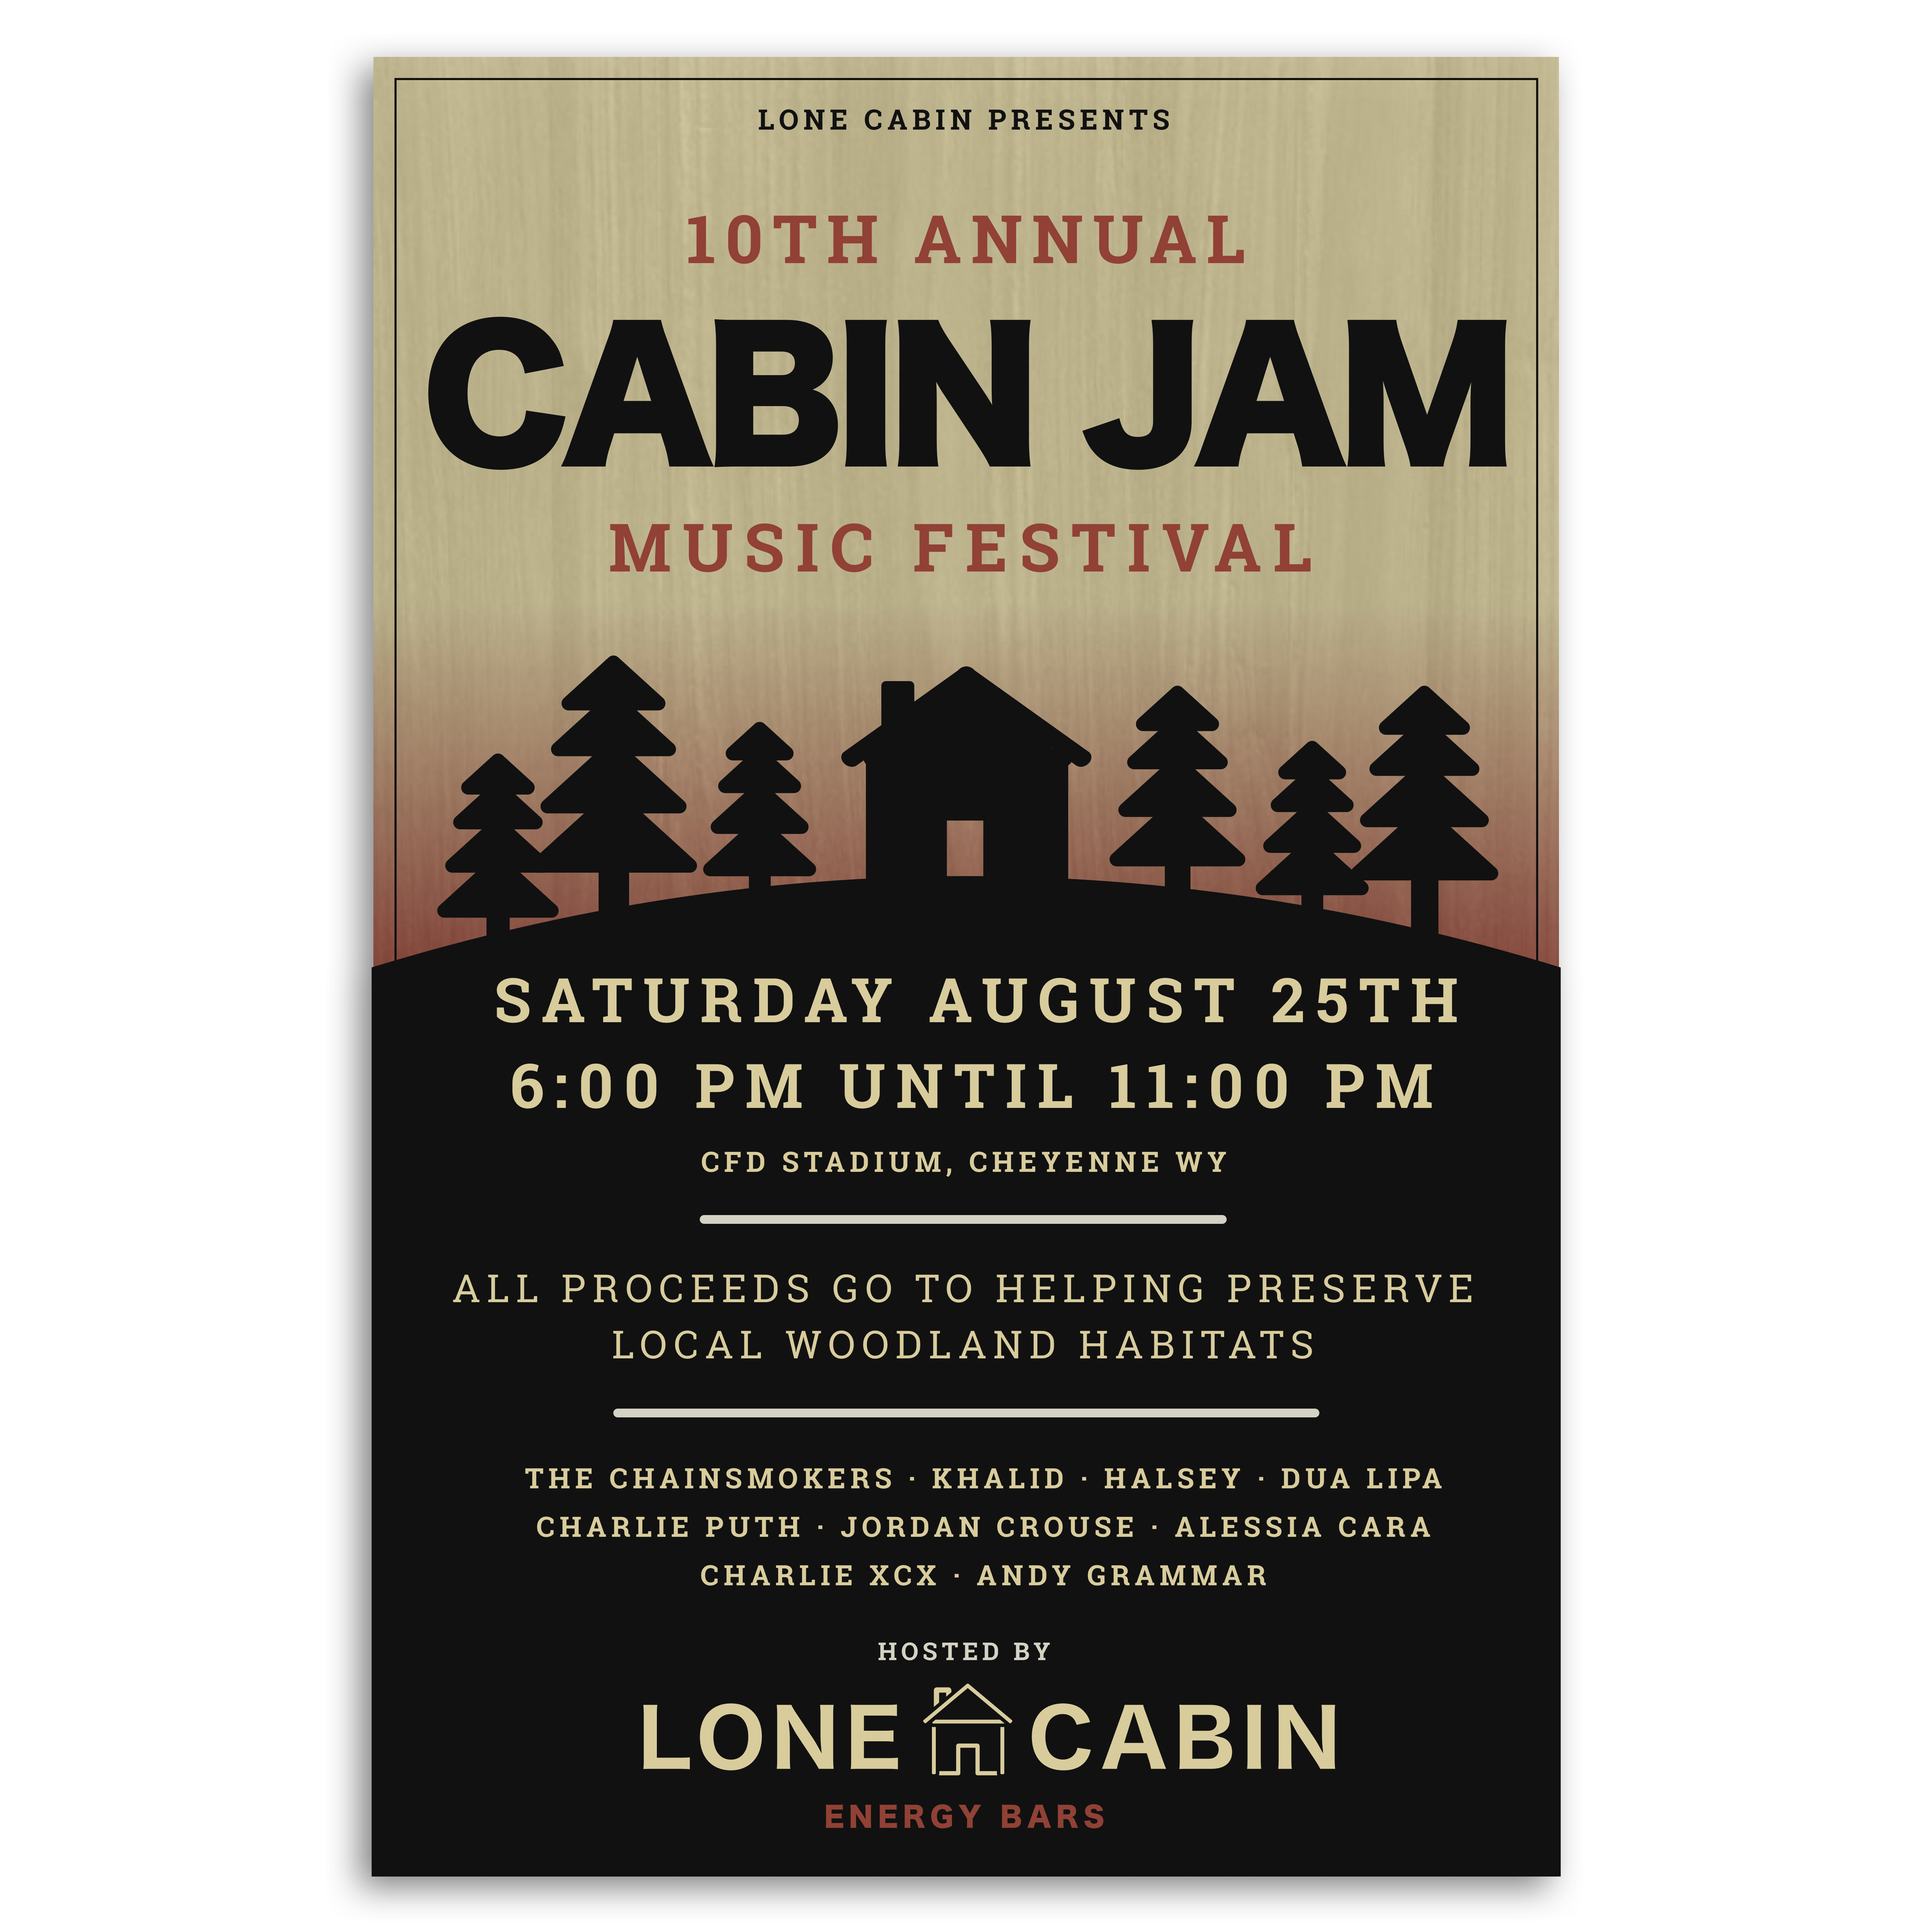 LONE CABIN PRESENTS
10TH ANNUAL
CABIN JAM
MUSIC FESTIVAL
SATURDAY AUGUST 25TH
6:00 PM UNTIL 11:00 PM
CFD STADIUM, CHEYENNE WY
ALL PROCEEDS GO TO HELPING PRESERVE
LOCAL WOODLAND HABITATS
THE CHAINSMOKERS · KHALID · HALSEY · DUA LIPA
CHARLIE PUTH · JORDAN CROUSE · ALESSIA CARA
CHARLIE XCX · ANDY GRAMMAR
HOSTED BY
LONE CABIN
ENERGY BARS